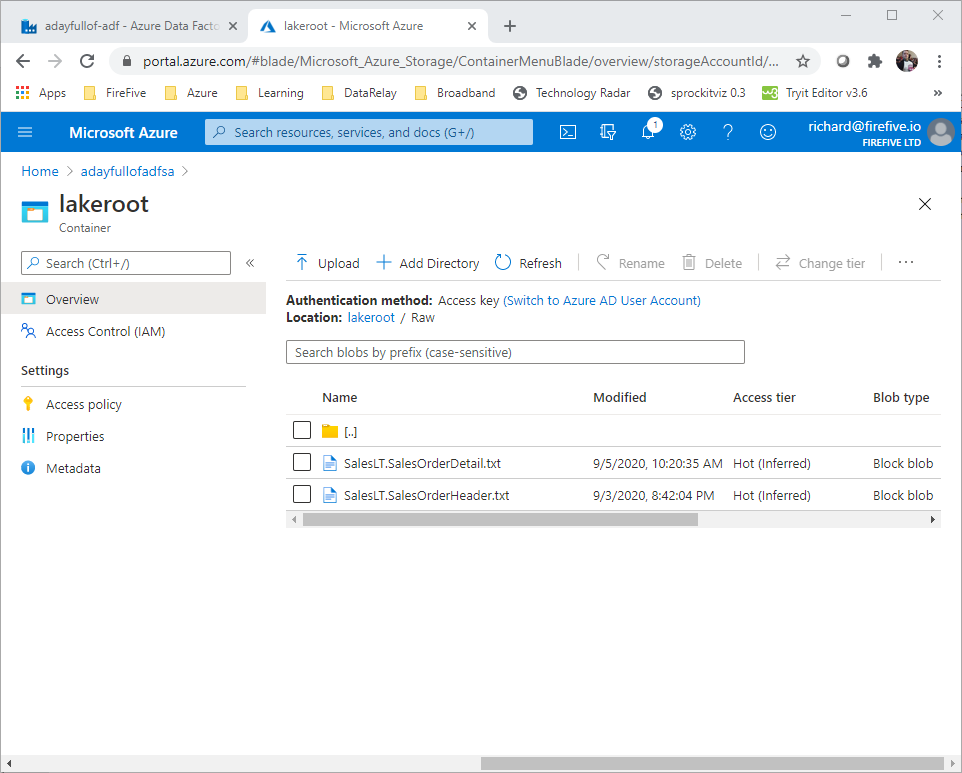 adayfullof-adf - Azure Data Facto
lakeroot - Microsoft Azure
portal.azure.com/#blade/Microsoft_Azure_Storage/ContainerMenuBlade/overview/storageAccountId/...
Apps FireFive Azure Learning DataRelay Broadband Technology Radar sprockitviz 0.3 w3 Tryit Editor v3.6 »
Microsoft Azure
Search resources, services, and docs (G+/)
1
richard@firefive.io
FIREFIVE LTD
Home > adayfullofadfsa >
lakeroot
Container
Search (Ctrl+/)
«
Overview
Access Control (IAM)
Settings
Access policy
Properties
Metadata
Upload Add Directory Refresh Rename Delete Change tier ...
Authentication method: Access key (Switch to Azure AD User Account)
Location: lakeroot / Raw
Search blobs by prefix (case-sensitive)
Name Modified Access tier Blob type
[..]
SalesLT.SalesOrderDetail.txt 9/5/2020, 10:20:35 AM Hot (Inferred) Block blob
SalesLT.SalesOrderHeader.txt 9/3/2020, 8:42:04 PM Hot (Inferred) Block blob